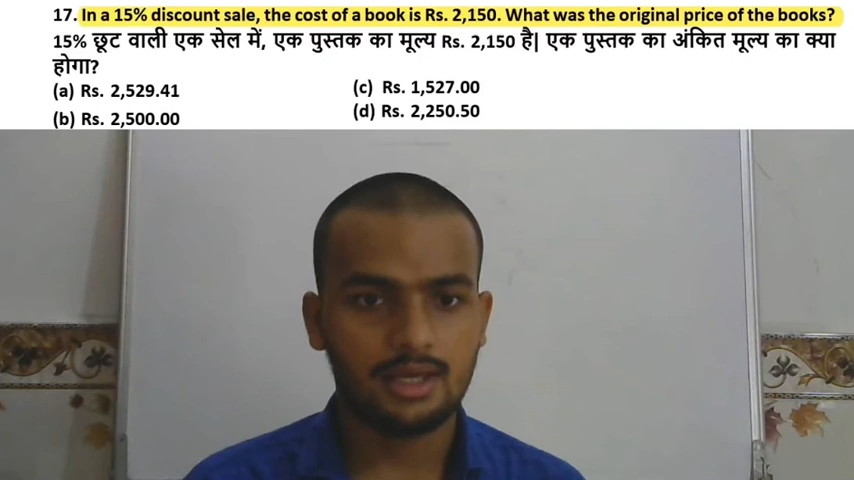 17. In a 15% discount sale, the cost of a book is Rs. 2,150. What was the original price of the books?
15% छूट वाली एक सेल में, एक पुस्तक का मूल्य Rs. 2,150 है| एक पुस्तक का अंकित मूल्य का क्या
होगा?
(a) Rs. 2,529.41
(b) Rs. 2,500.00
(c) Rs. 1,527.00
(d) Rs. 2,250.50